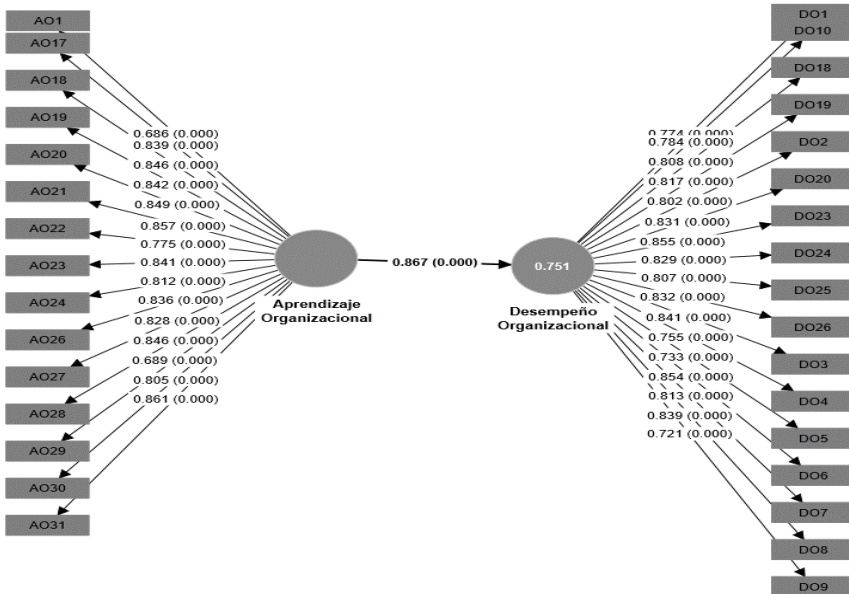 AO1
AO17
AO18
AO19
AO20
AO21
AO22
AO23
AO24
AO26
AO27
AO28
AO29
AO30
AO31
0.686 (0.000)
0.839 (0.000)
0.846 (0.000)
0.842 (0.000)
0.849 (0.000)
0.857 (0.000)
0.775 (0.000)
0.841 (0.000)
0.812 (0.000)
0.836 (0.000)
0.828 (0.000)
0.846 (0.000)
0.689 (0.000)
0.805 (0.000)
0.861 (0.000)
Aprendizaje
Organizacional
0.867 (0.000)
0.751
Desempeño
Organizacional
0.774 (0.000)
0.784 (0.000)
0.808 (0.000)
0.817 (0.000)
0.802 (0.000)
0.831 (0.000)
0.855 (0.000)
0.829 (0.000)
0.807 (0.000)
0.832 (0.000)
0.841 (0.000)
0.755 (0.000)
0.733 (0.000)
0.854 (0.000)
0.813 (0.000)
0.839 (0.000)
0.721 (0.000)
DO1
DO10
DO18
DO19
DO2
DO20
DO23
DO24
DO25
DO26
DO3
DO4
DO5
DO6
DO7
DO8
DO9